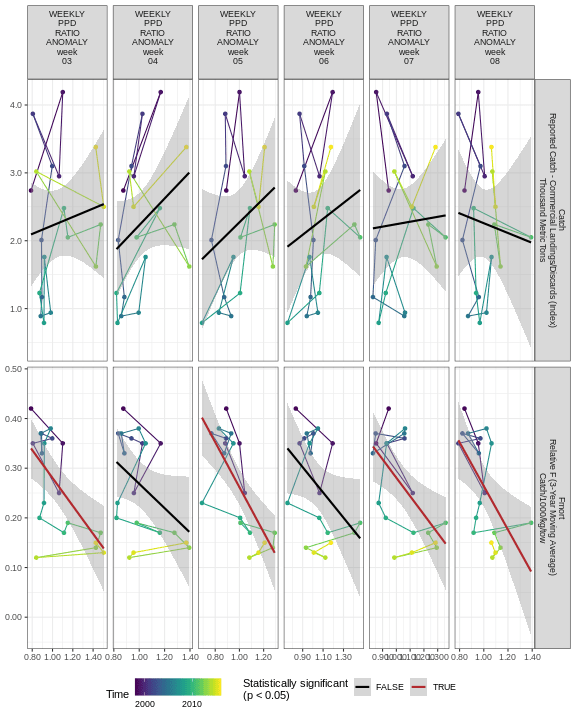 WEEKLY
PPD
RATIO
ANOMALY
week
03
WEEKLY
PPD
RATIO
ANOMALY
week
04
WEEKLY
PPD
RATIO
ANOMALY
week
05
WEEKLY
PPD
RATIO
ANOMALY
week
06
WEEKLY
PPD
RATIO
ANOMALY
week
07
WEEKLY
PPD
RATIO
ANOMALY
week
08
4.0
3.0
2.0
1.0
Catch
Reported Catch - Commercial Landings/Discards (Index)
Thousand Metric Tons
0.50
0.40
0.30
0.20
0.10
0.00
Fmort
Relative F (3-Year Moving Average)
Catch/1000/kg/tow
0.80 1.00 1.20 1.40
0.80 1.00 1.20 1.40
0.80 1.00 1.20
0.90 1.10 1.30
0.80 1.00 1.20 1.40
Time
2000 2010
Statistically significant
(p < 0.05)
FALSE TRUE